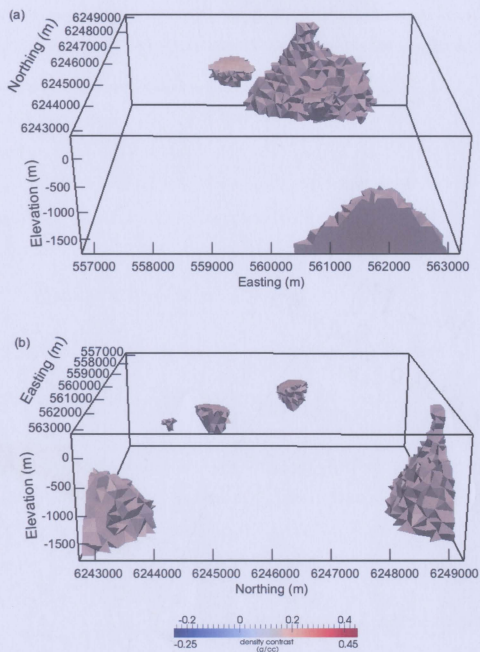 (a)
Northing (m)
6249000
6248000
6247000
6246000
6245000
6244000
6243000
Elevation (m)
0
-500
-1000
-1500
557000 558000 559000 560000 561000 562000 563000
Easting (m)
(b)
Easting (m)
557000
558000
559000
560000
561000
562000
563000
Elevation (m)
0
-500
-1000
-1500
6243000 6244000 6245000 6246000 6247000 6248000 6249000
Northing (m)
-0.2 0 0.2 0.4
-0.25 density contrast 0.45
(g/cc)